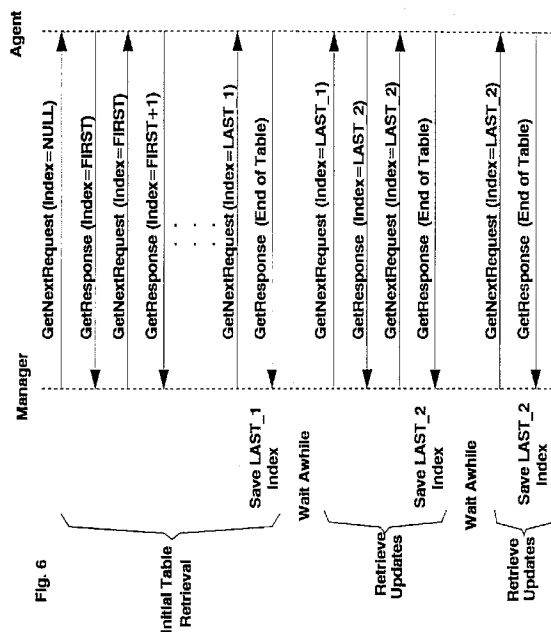 Fig. 6
Manager
Agent
Initial Table
Retrieval
GetNextRequest (Index=NULL)
GetResponse (Index=FIRST)
GetNextRequest (Index=FIRST)
GetResponse (Index=FIRST+1)
. . .
. . .
GetNextRequest (Index=LAST_1)
GetResponse (End of Table)
Save LAST_1
Index
Wait Awhile
Retrieve
Updates
GetNextRequest (Index=LAST_1)
GetResponse (Index=LAST_2)
GetNextRequest (Index=LAST_2)
GetResponse (End of Table)
Save LAST_2
Index
Wait Awhile
Retrieve
Updates
GetNextRequest (Index=LAST_2)
GetResponse (End of Table)
Save LAST_2
Index